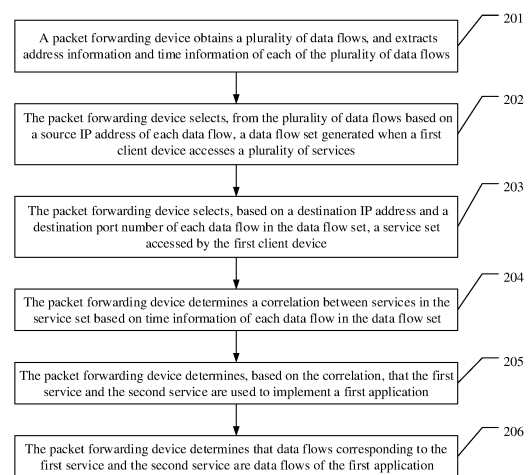 201
A packet forwarding device obtains a plurality of data flows, and extracts
address information and time information of each of the plurality of data flows
202
The packet forwarding device selects, from the plurality of data flows based on
a source IP address of each data flow, a data flow set generated when a first
client device accesses a plurality of services
203
The packet forwarding device selects, based on a destination IP address and a
destination port number of each data flow in the data flow set, a service set
accessed by the first client device
204
The packet forwarding device determines a correlation between services in the
service set based on time information of each data flow in the data flow set
205
The packet forwarding device determines, based on the correlation, that the first
service and the second service are used to implement a first application
206
The packet forwarding device determines that data flows corresponding to the
first service and the second service are data flows of the first application